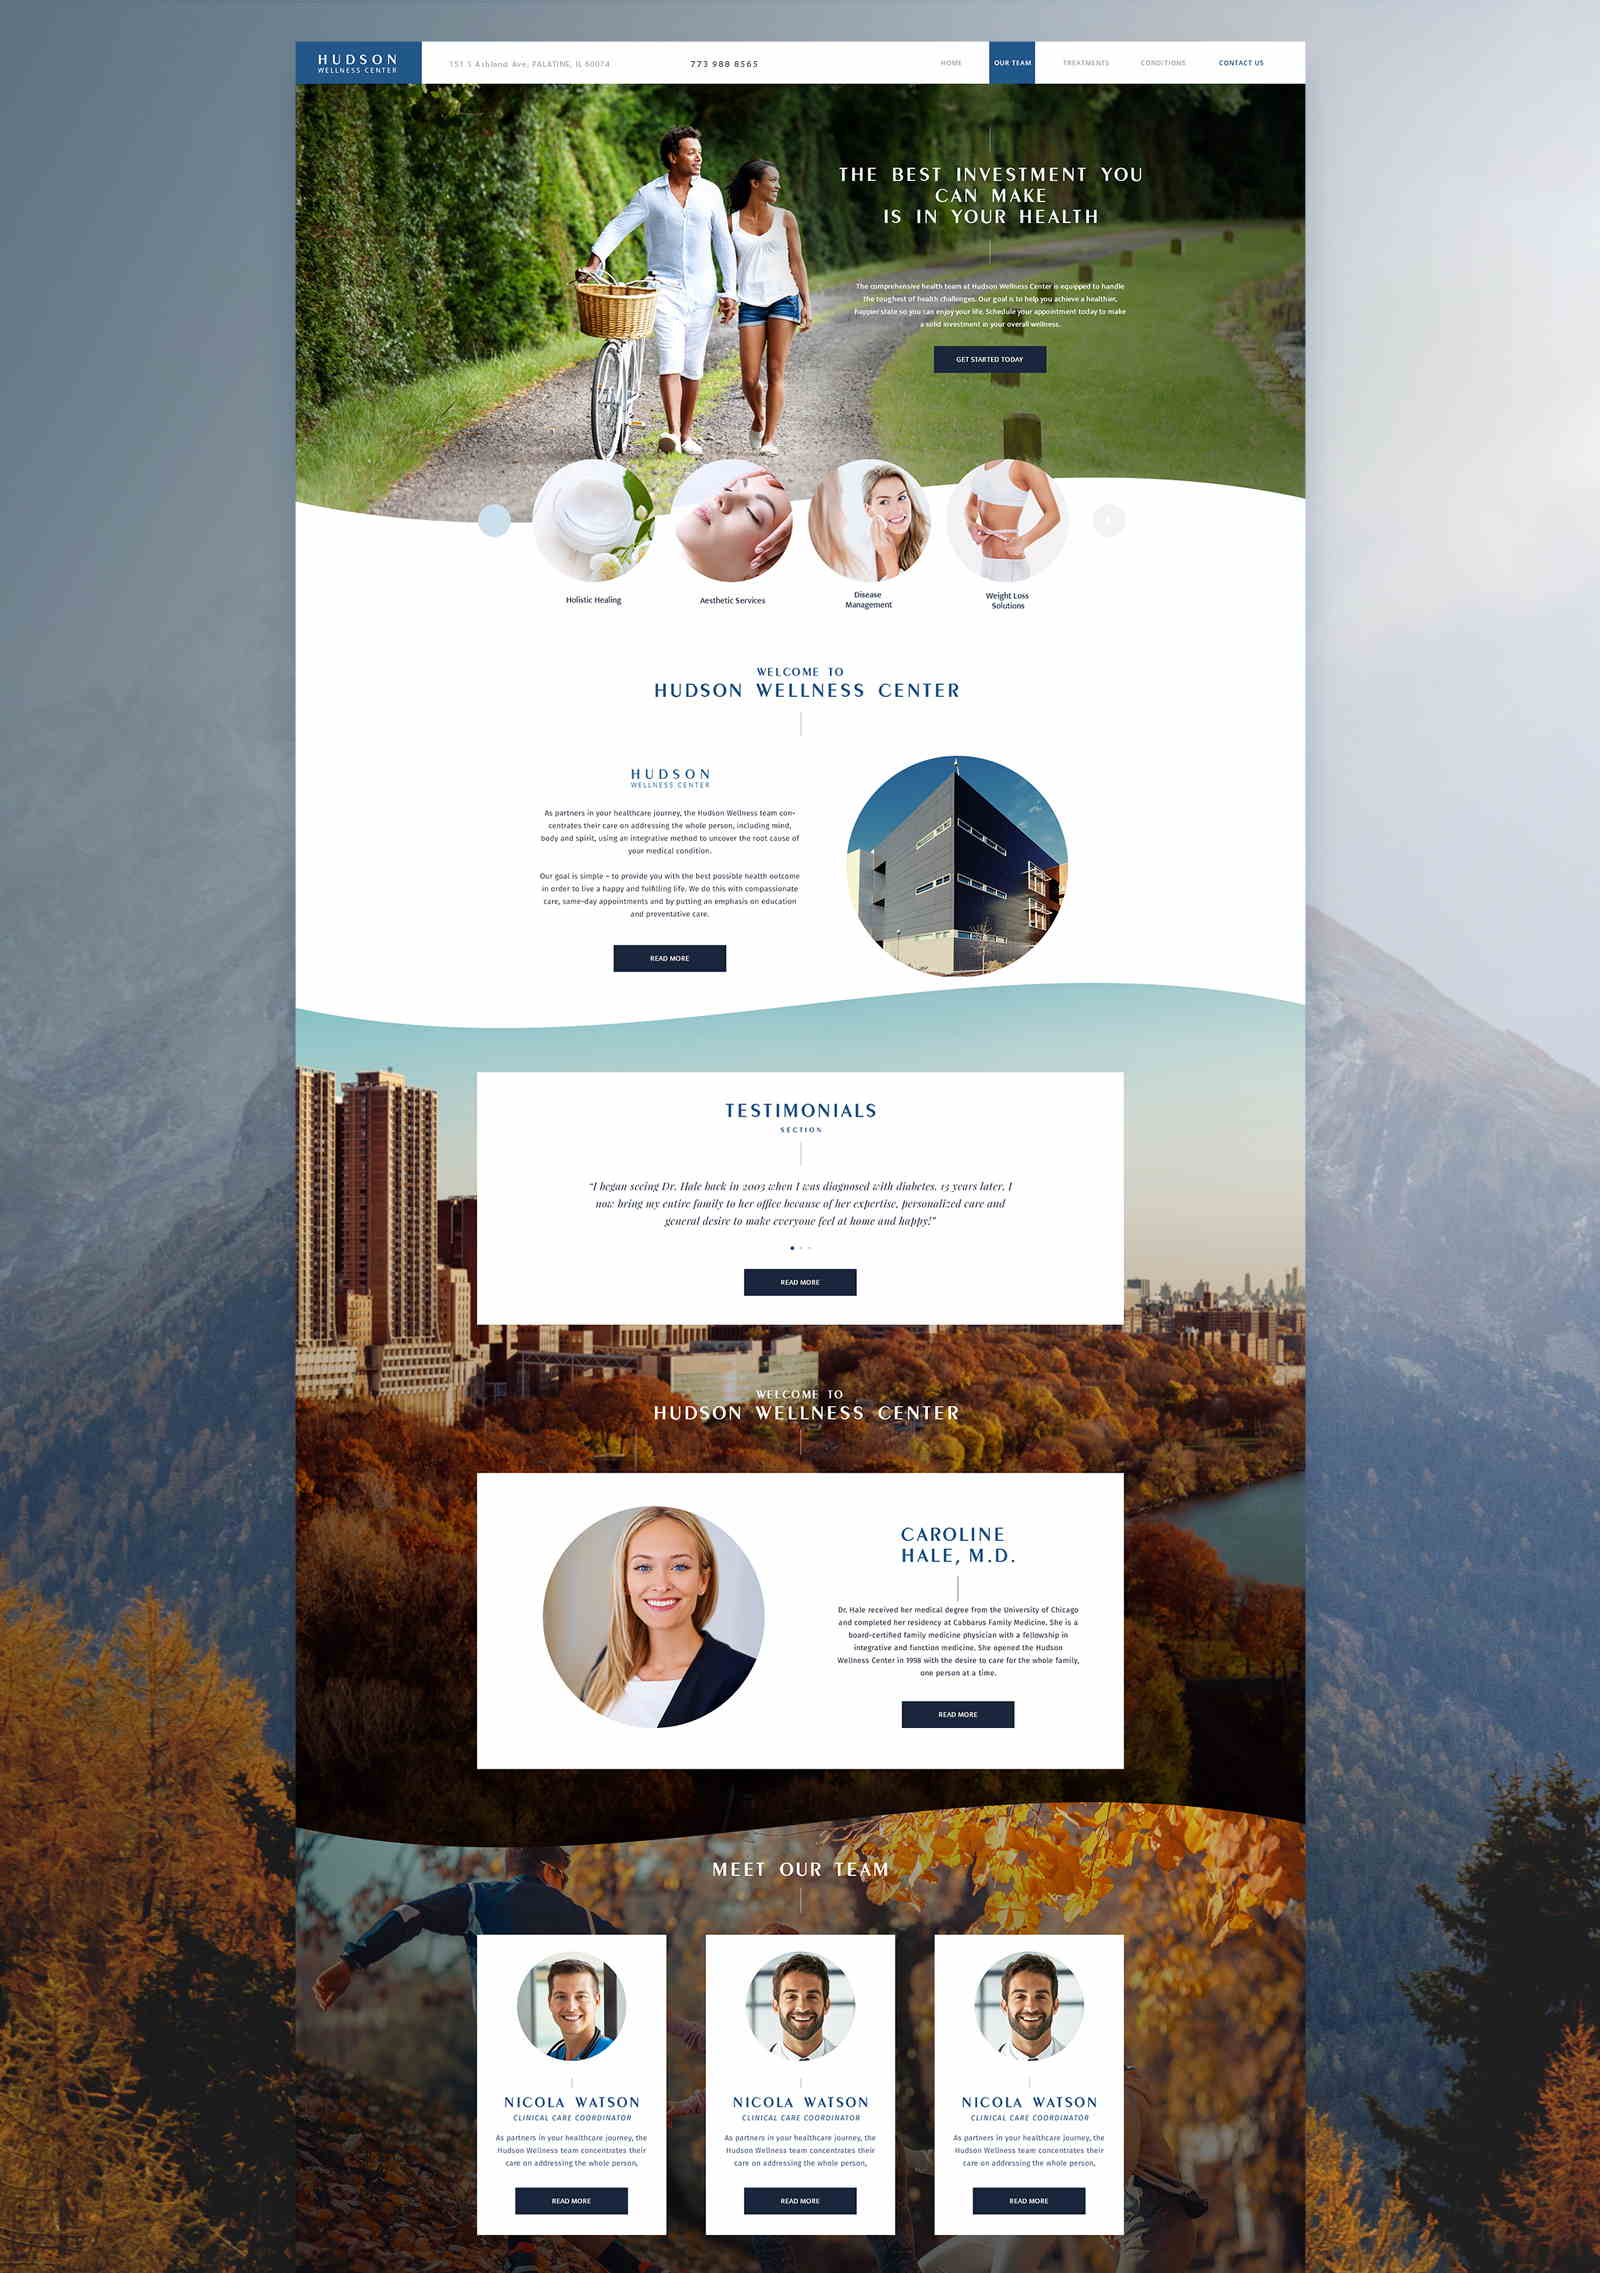 HUDSON
WELLNESS CENTER
151 S Ashland Ave, PALATINE, IL 60074
773 988 8565
HOME
OUR TEAM
TREATMENTS
CONDITIONS
CONTACT US
THE BEST INVESTMENT YOU
CAN MAKE
IS IN YOUR HEALTH
The comprehensive health team at Hudson Wellness Center is equipped to handle
the toughest of health challenges. Our goal is to help you achieve a healthier,
happier state so you can enjoy your life. Schedule your appointment today to make
a solid investment in your overall wellness.
GET STARTED TODAY
Holistic Healing
Aesthetic Services
Disease
Management
Weight Loss
Solutions
WELCOME TO
HUDSON WELLNESS CENTER
HUDSON
WELLNESS CENTER
As partners in your healthcare journey, the Hudson Wellness team con-
centrates their care on addressing the whole person, including mind,
body and spirit, using an integrative method to uncover the root cause of
your medical condition.
Our goal is simple - to provide you with the best possible health outcome
in order to live a happy and fulfilling life. We do this with compassionate
care, same-day appointments and by putting an emphasis on education
and preventative care.
READ MORE
TESTIMONIALS
SECTION
“I began seeing Dr. Hale back in 2003 when I was diagnosed with diabetes. 15 years later, I
now bring my entire family to her office because of her expertise, personalized care and
general desire to make everyone feel at home and happy!”
READ MORE
WELCOME TO
HUDSON WELLNESS CENTER
CAROLINE
HALE, M.D.
Dr. Hale received her medical degree from the University of Chicago
and completed her residency at Cabbarus Family Medicine. She is a
board-certified family medicine physician with a fellowship in
integrative and function medicine. She opened the Hudson
Wellness Center in 1998 with the desire to care for the whole family,
one person at a time.
READ MORE
MEET OUR TEAM
NICOLA WATSON
CLINICAL CARE COORDINATOR
As partners in your healthcare journey, the
Hudson Wellness team concentrates their
care on addressing the whole person,
READ MORE
NICOLA WATSON
CLINICAL CARE COORDINATOR
As partners in your healthcare journey, the
Hudson Wellness team concentrates their
care on addressing the whole person,
READ MORE
NICOLA WATSON
CLINICAL CARE COORDINATOR
As partners in your healthcare journey, the
Hudson Wellness team concentrates their
care on addressing the whole person,
READ MORE